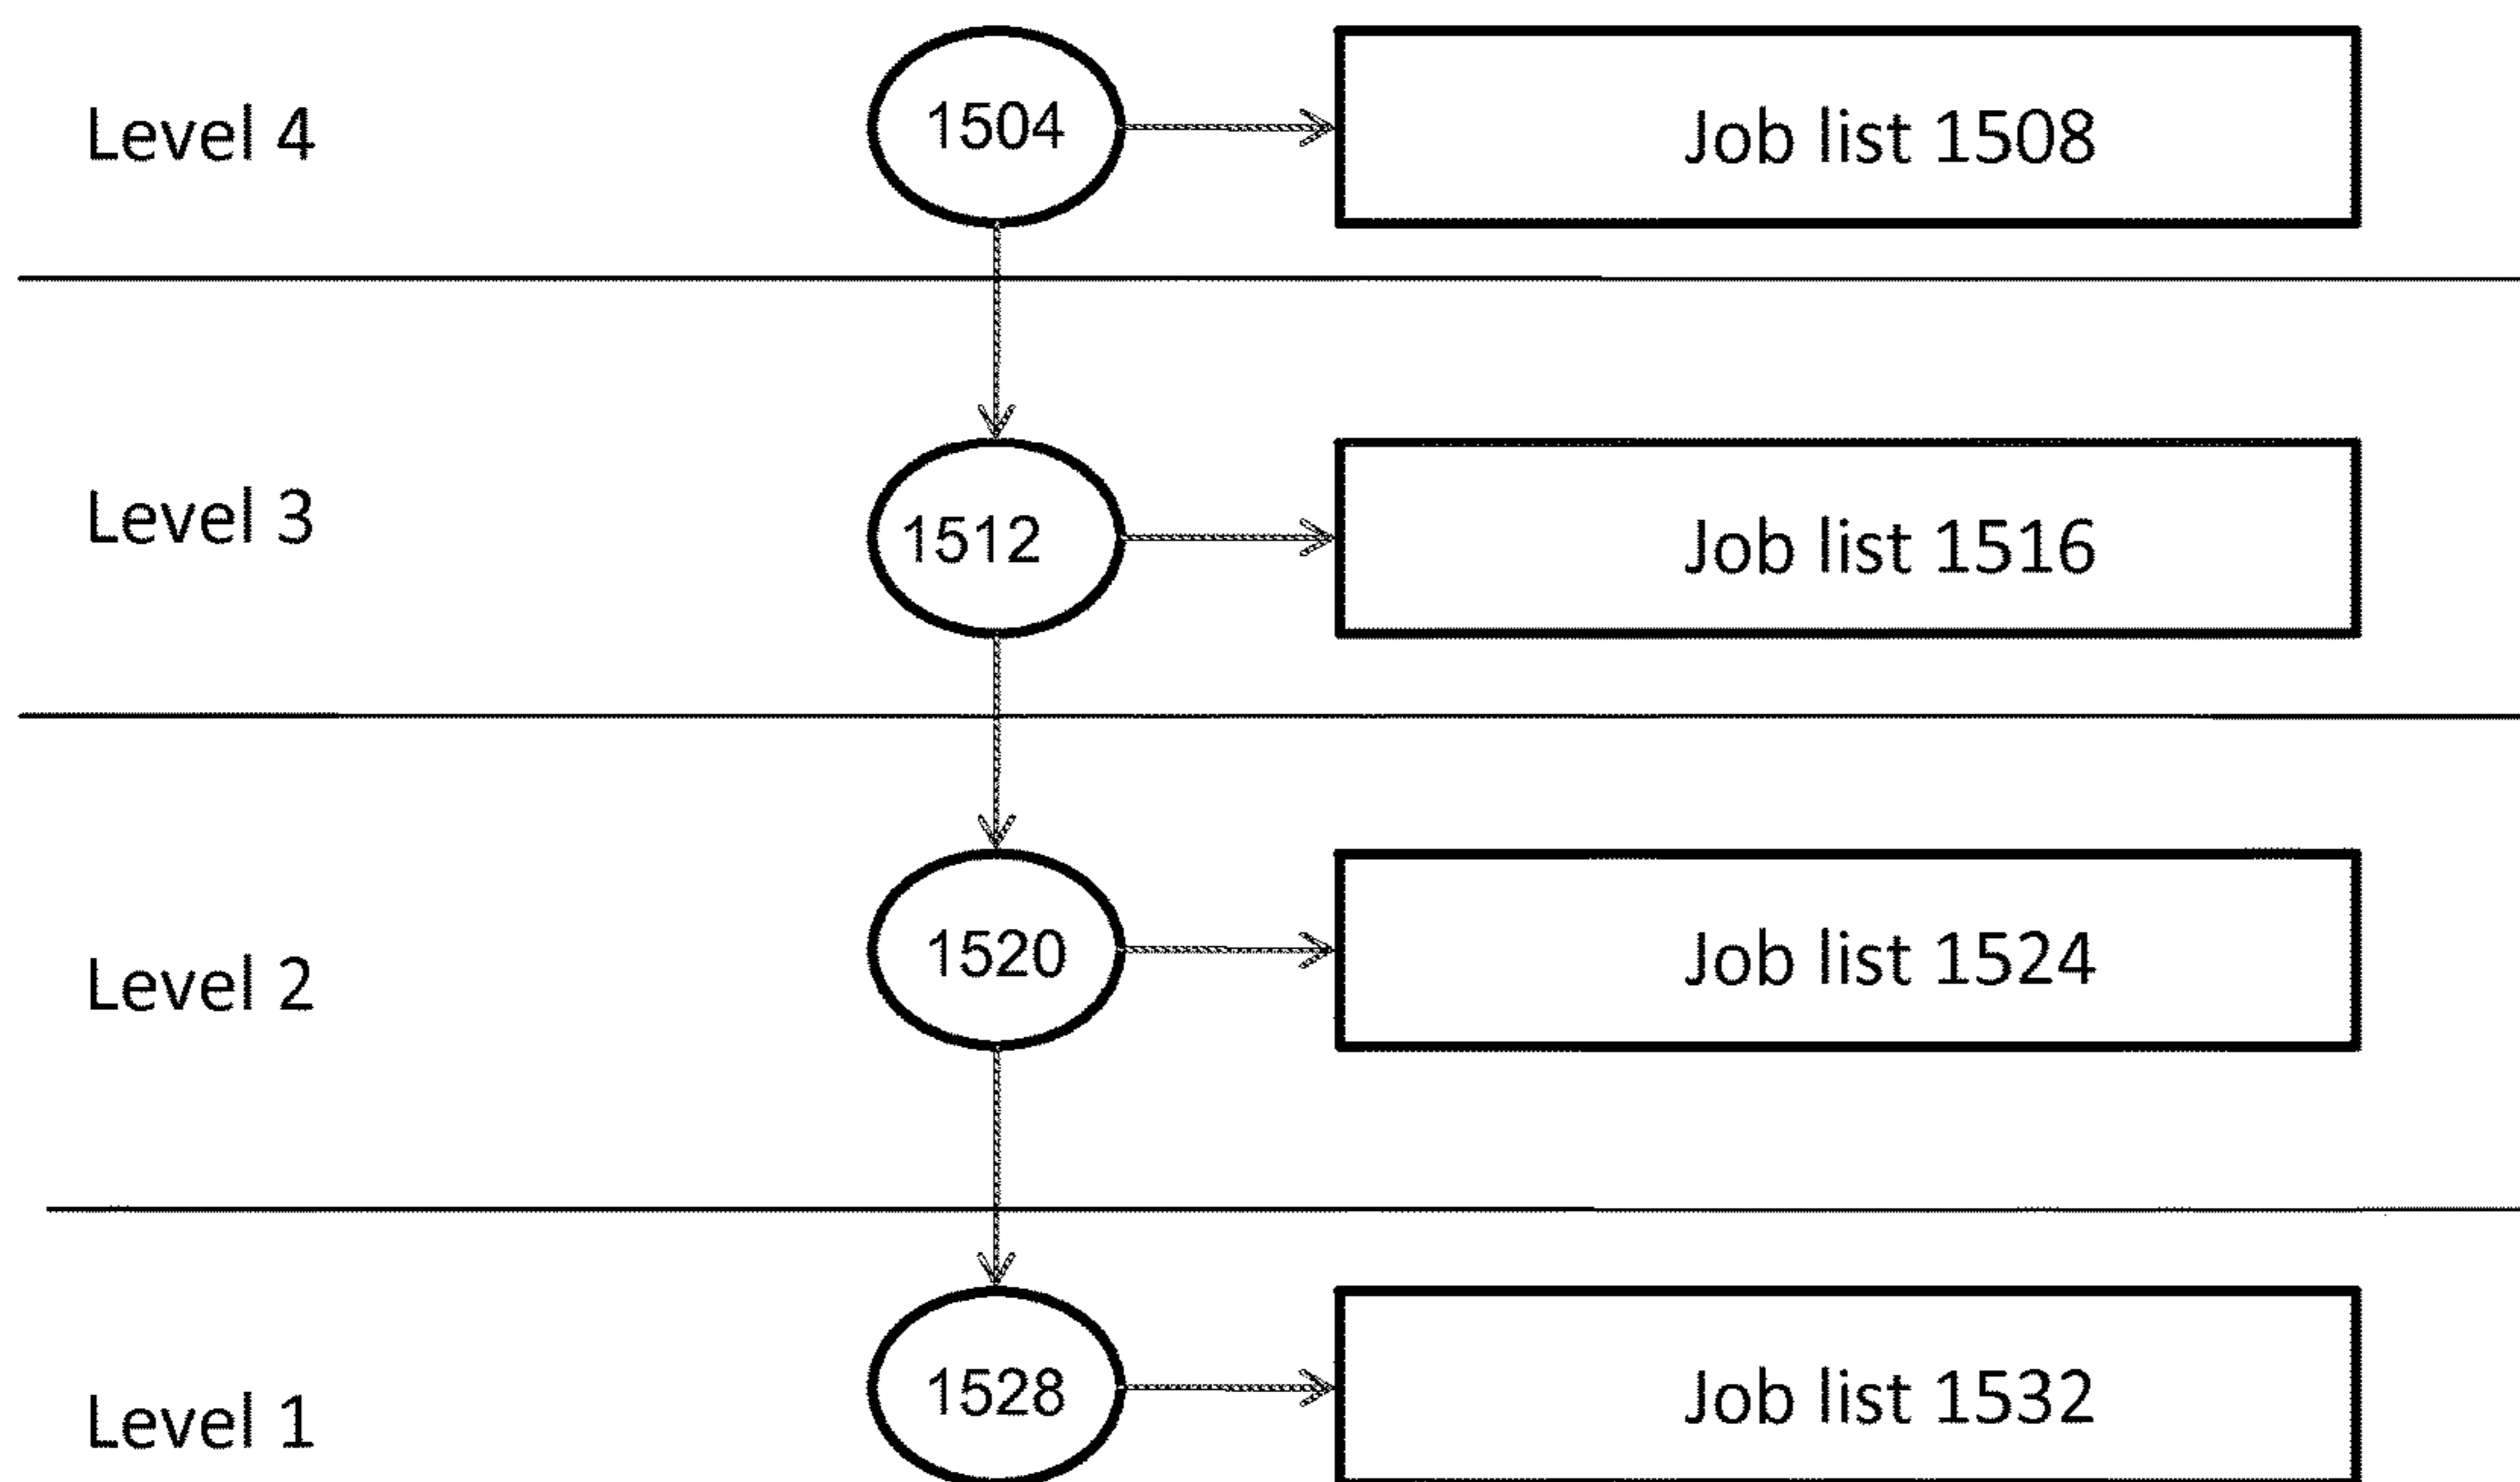 Level 4
1504
Job list 1508
Level 3
1512
Job list 1516
Level 2
1520
Job list 1524
Level 1
1528
Job list 1532